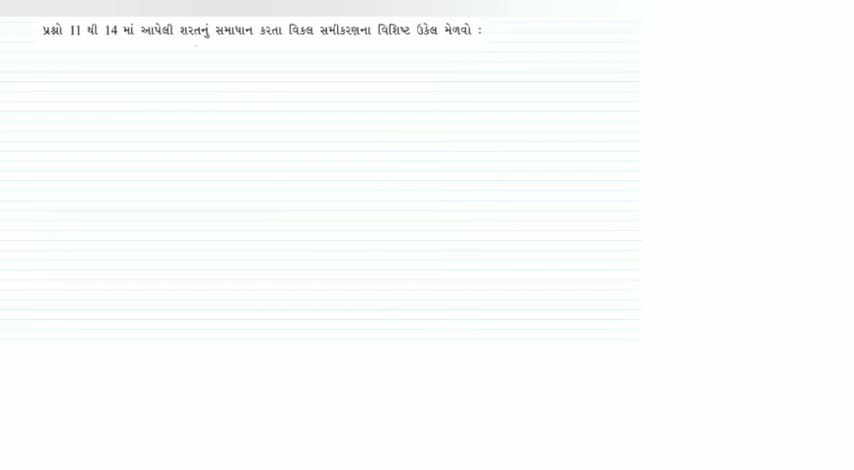 પ્રશ્નો 11 થી 14 માં આપેલી શરતનું સમાધાન કરતા વિકલ સમીકરણના વિશિષ્ટ ઉકેલ મેળવો :